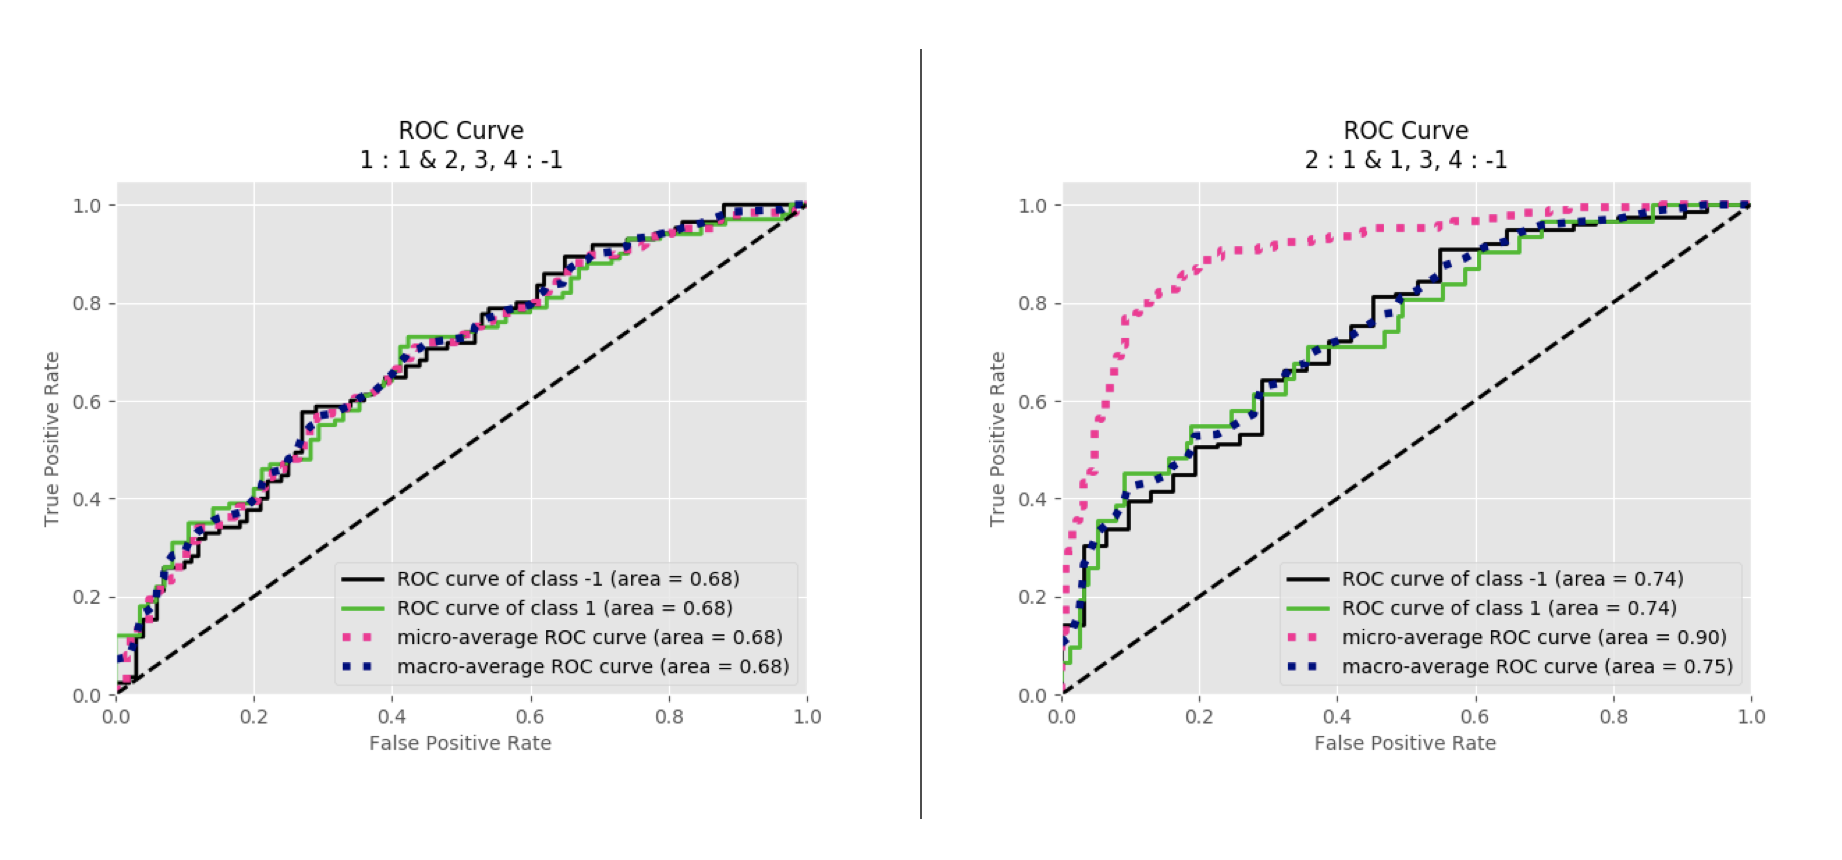 ROC Curve
1 : 1 & 2, 3, 4 : -1
1.0
0.8
0.6
0.4
0.2
0.0
True Positive Rate
0.0 0.2 0.4 0.6 0.8 1.0
False Positive Rate
ROC curve of class -1 (area = 0.68)
ROC curve of class 1 (area = 0.68)
micro-average ROC curve (area = 0.68)
macro-average ROC curve (area = 0.68)
ROC Curve
2 : 1 & 1, 3, 4 : -1
1.0
0.8
0.6
0.4
0.2
0.0
True Positive Rate
0.0 0.2 0.4 0.6 0.8 1.0
False Positive Rate
ROC curve of class -1 (area = 0.74)
ROC curve of class 1 (area = 0.74)
micro-average ROC curve (area = 0.90)
macro-average ROC curve (area = 0.75)